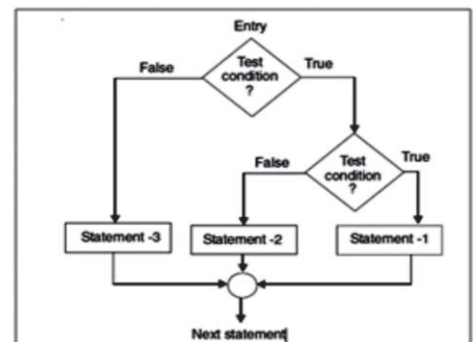 Entry
False
Test
condition
?
True
False
Test
condition
?
True
Statement -3
Statement -2
Statement -1
Next statement